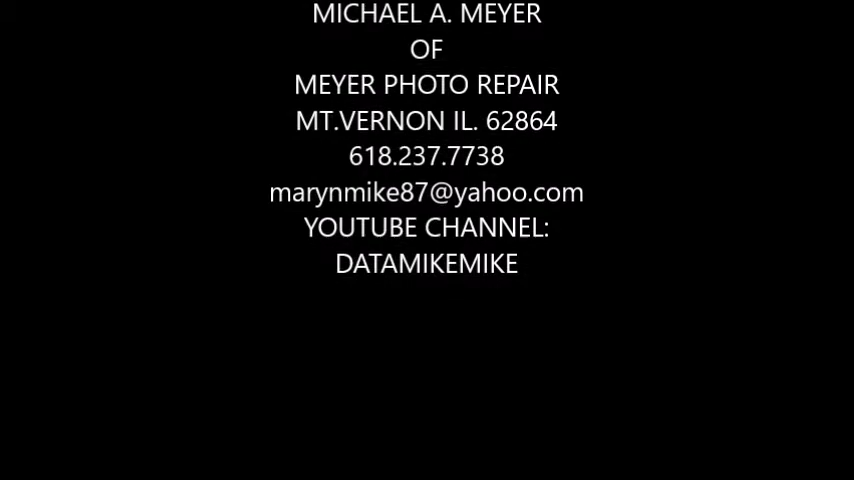 MICHAEL A. MEYER
OF
MEYER PHOTO REPAIR
MT.VERNON IL. 62864
618.237.7738
marynmike87@yahoo.com
YOUTUBE CHANNEL:
DATAMIKEMIKE